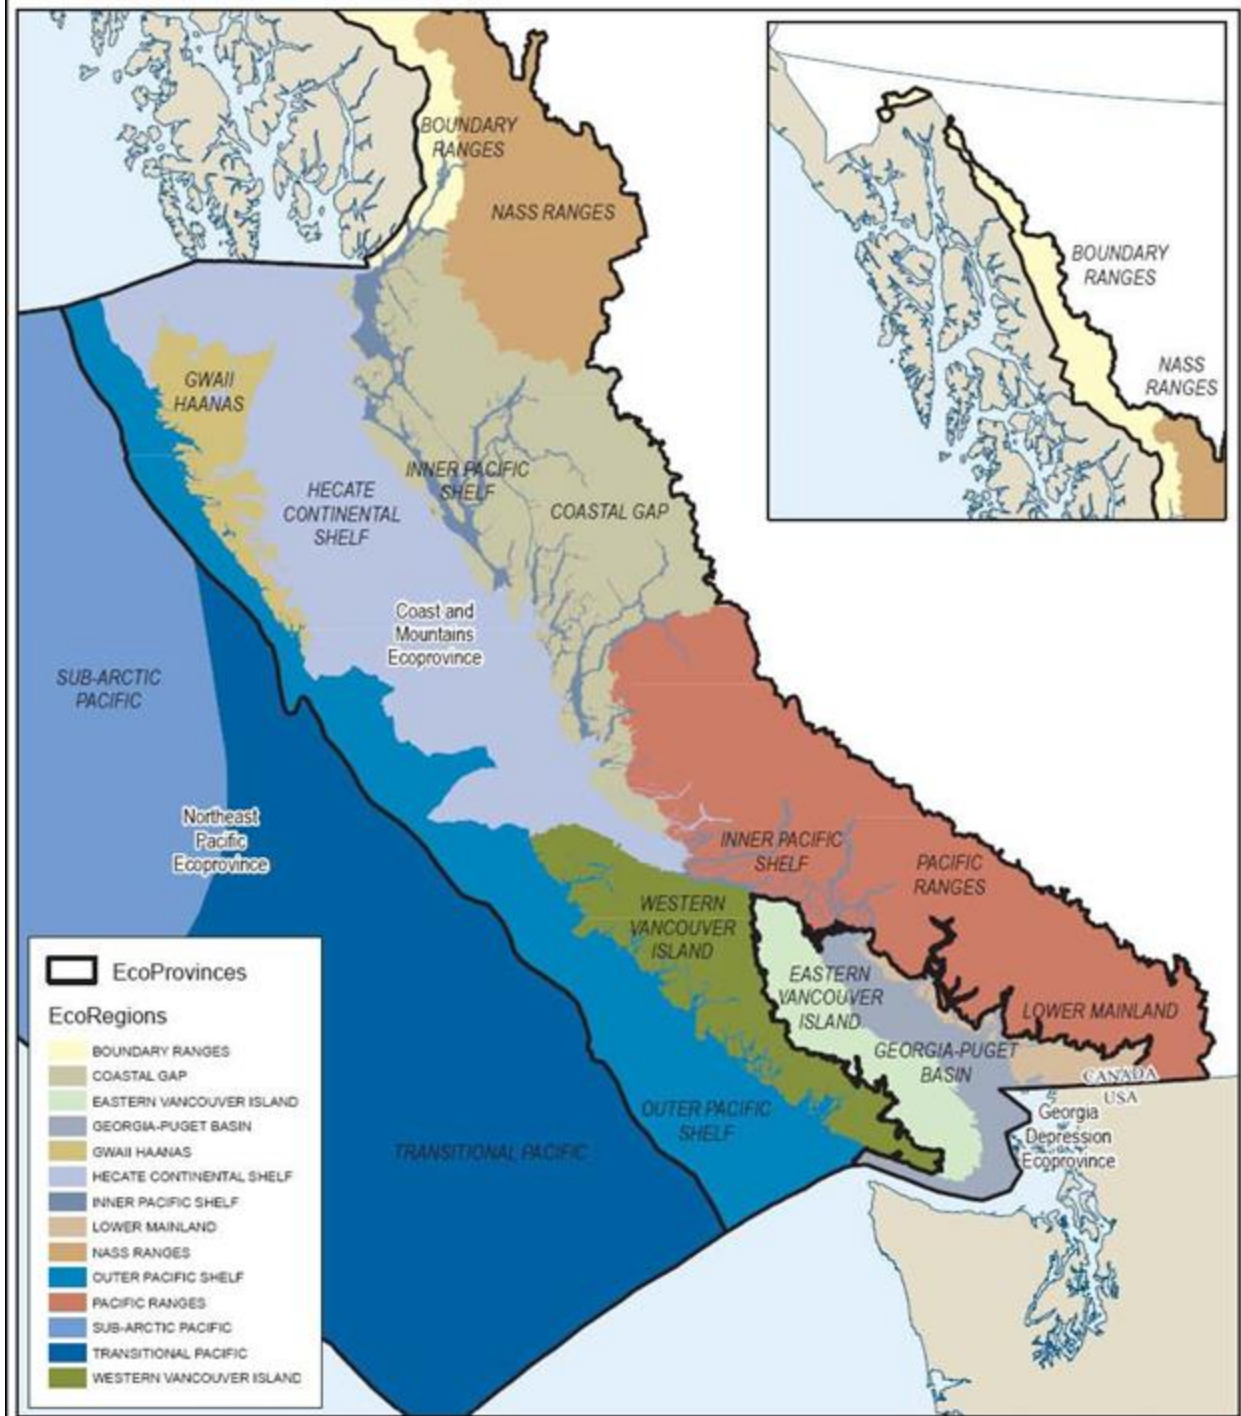 BOUNDARY
RANGES
NASS RANGES
BOUNDARY
RANGES
NASS
RANGES
GWAII
HAANAS
INNER PACIFIC
SHELF
HECATE
CONTINENTAL
SHELF
COASTAL GAP
Coast and
Mountains
Ecoprovince
SUB-ARCTIC
PACIFIC
Northeast
Pacific
Ecoprovince
INNER PACIFIC
SHELF
PACIFIC
RANGES
WESTERN
VANCOUVER
ISLAND
EASTERN
VANCOUVER
ISLAND
LOWER MAINLAND
GEORGIA-PUGET
BASIN
CANADA
USA
OUTER PACIFIC
SHELF
Georgia
Depression
Ecoprovince
TRANSITIONAL PACIFIC
EcoProvinces
EcoRegions
BOUNDARY RANGES
COASTAL GAP
EASTERN VANCOUVER ISLAND
GEORGIA-PUGET BASIN
GWAII HAANAS
HECATE CONTINENTAL SHELF
INNER PACIFIC SHELF
LOWER MAINLAND
NASS RANGES
OUTER PACIFIC SHELF
PACIFIC RANGES
SUB-ARCTIC PACIFIC
TRANSITIONAL PACIFIC
WESTERN VANCOUVER ISLAND